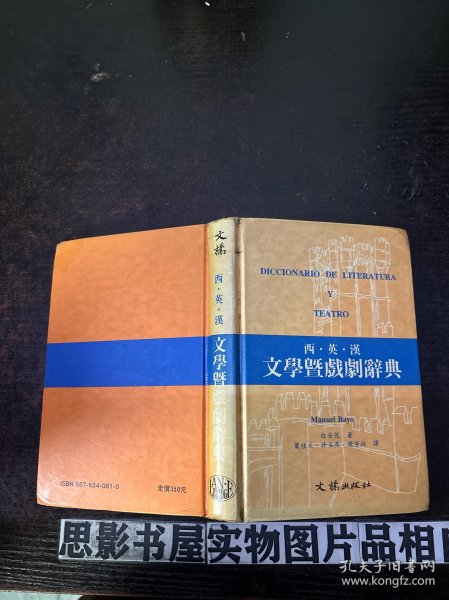 文橋
西·英·漢
文學暨戲劇辭典
DICCIONARIO DE LITERATURA
Y
TEATRO
西·英·漢
文學暨戲劇辭典
Manuel Bayo
著
譯
文橋出版社
ISBN 957-634-081-0
定價350元
思影书屋实物图片品相
孔夫子旧书网
www.kongfz.com